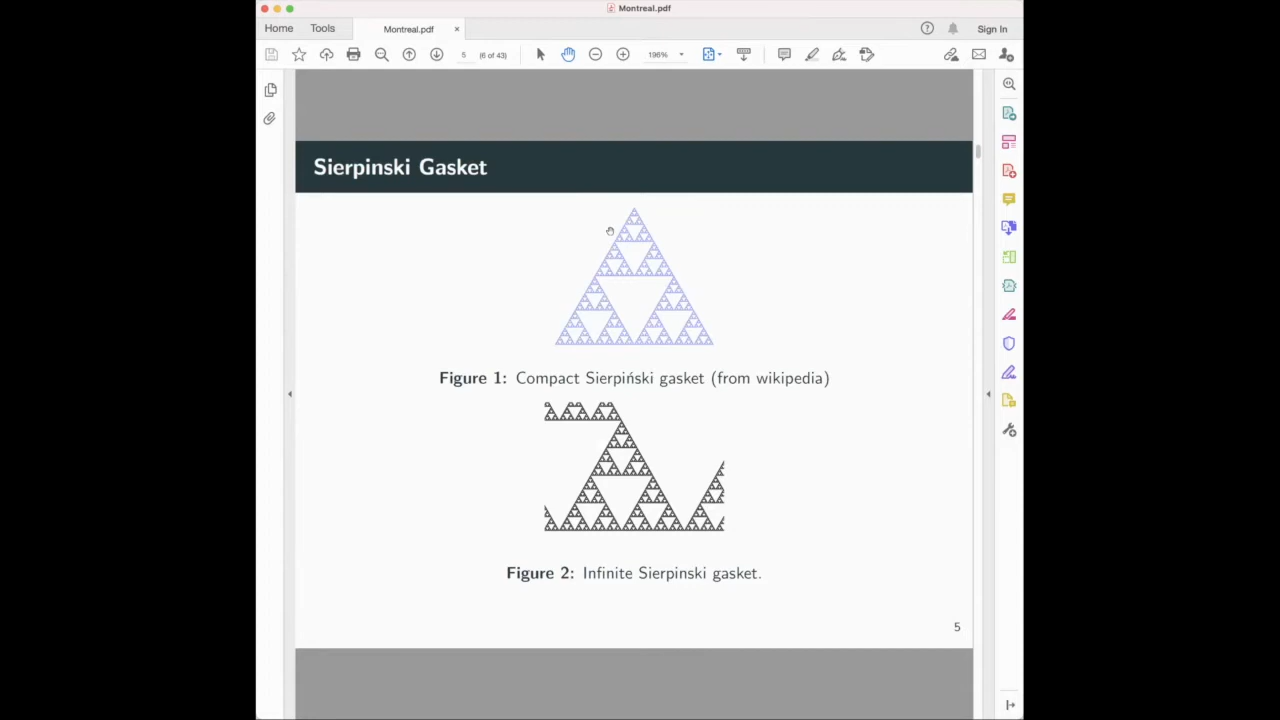 Montreal.pdf
Home Tools Montreal.pdf × Sign In
5 (6 of 43) 196%
Sierpinski Gasket
Figure 1: Compact Sierpiński gasket (from wikipedia)
Figure 2: Infinite Sierpinski gasket.
5